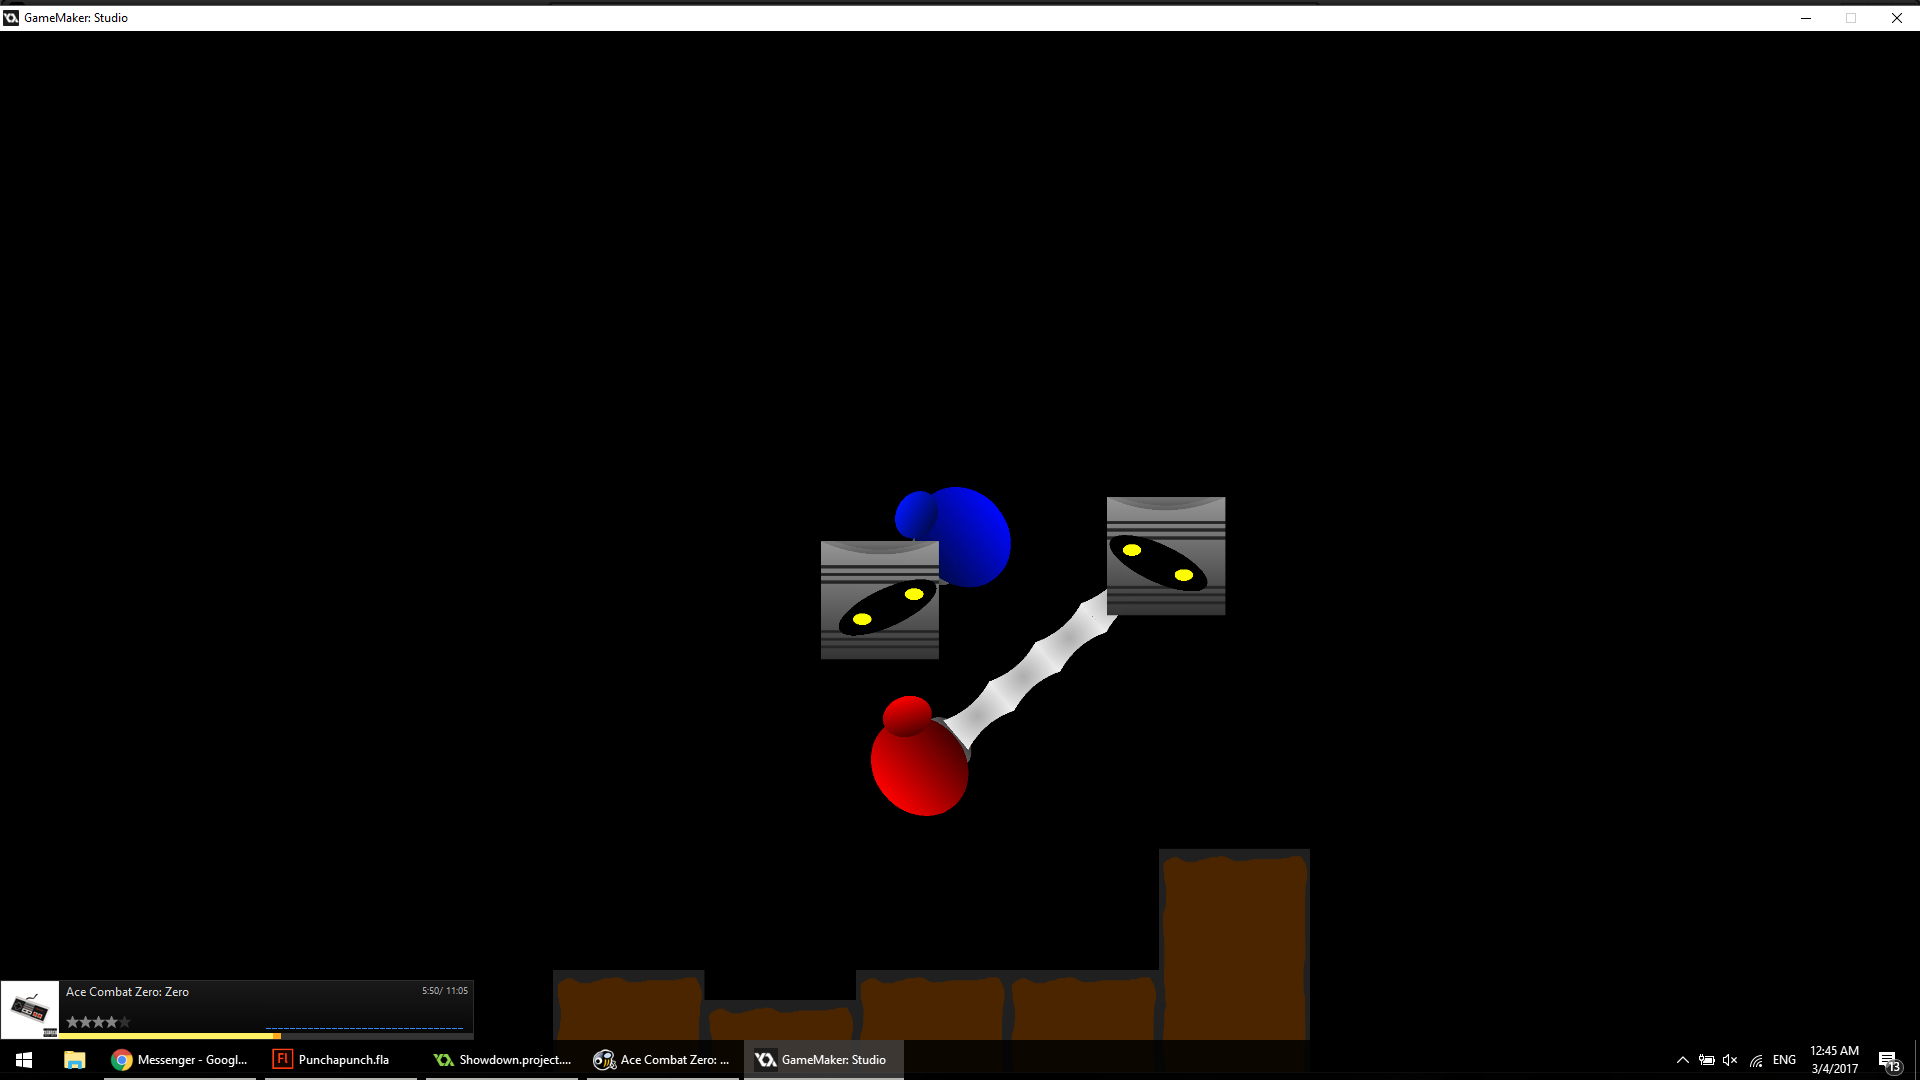 GameMaker: Studio
Ace Combat Zero: Zero
5:50/ 11:05
Messenger - Googl...
Fl
Punchapunch.fla
Showdown.project....
Ace Combat Zero: ...
GameMaker: Studio
ENG
12:45 AM
3/4/2017
13